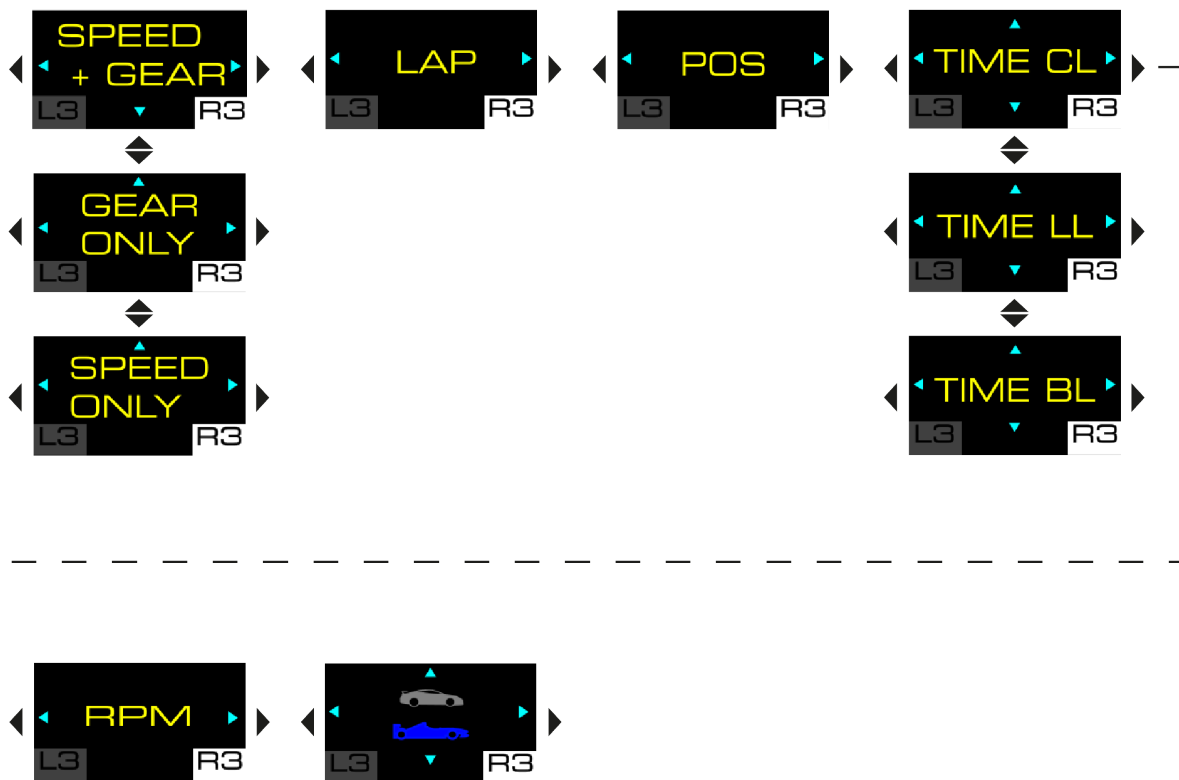 SPEED
+ GEAR
L3 R3
LAP
L3 R3
POS
L3 R3
TIME CL
L3 R3
GEAR
ONLY
L3 R3
TIME LL
L3 R3
SPEED
ONLY
L3 R3
TIME BL
L3 R3
RPM
L3 R3
L3 R3